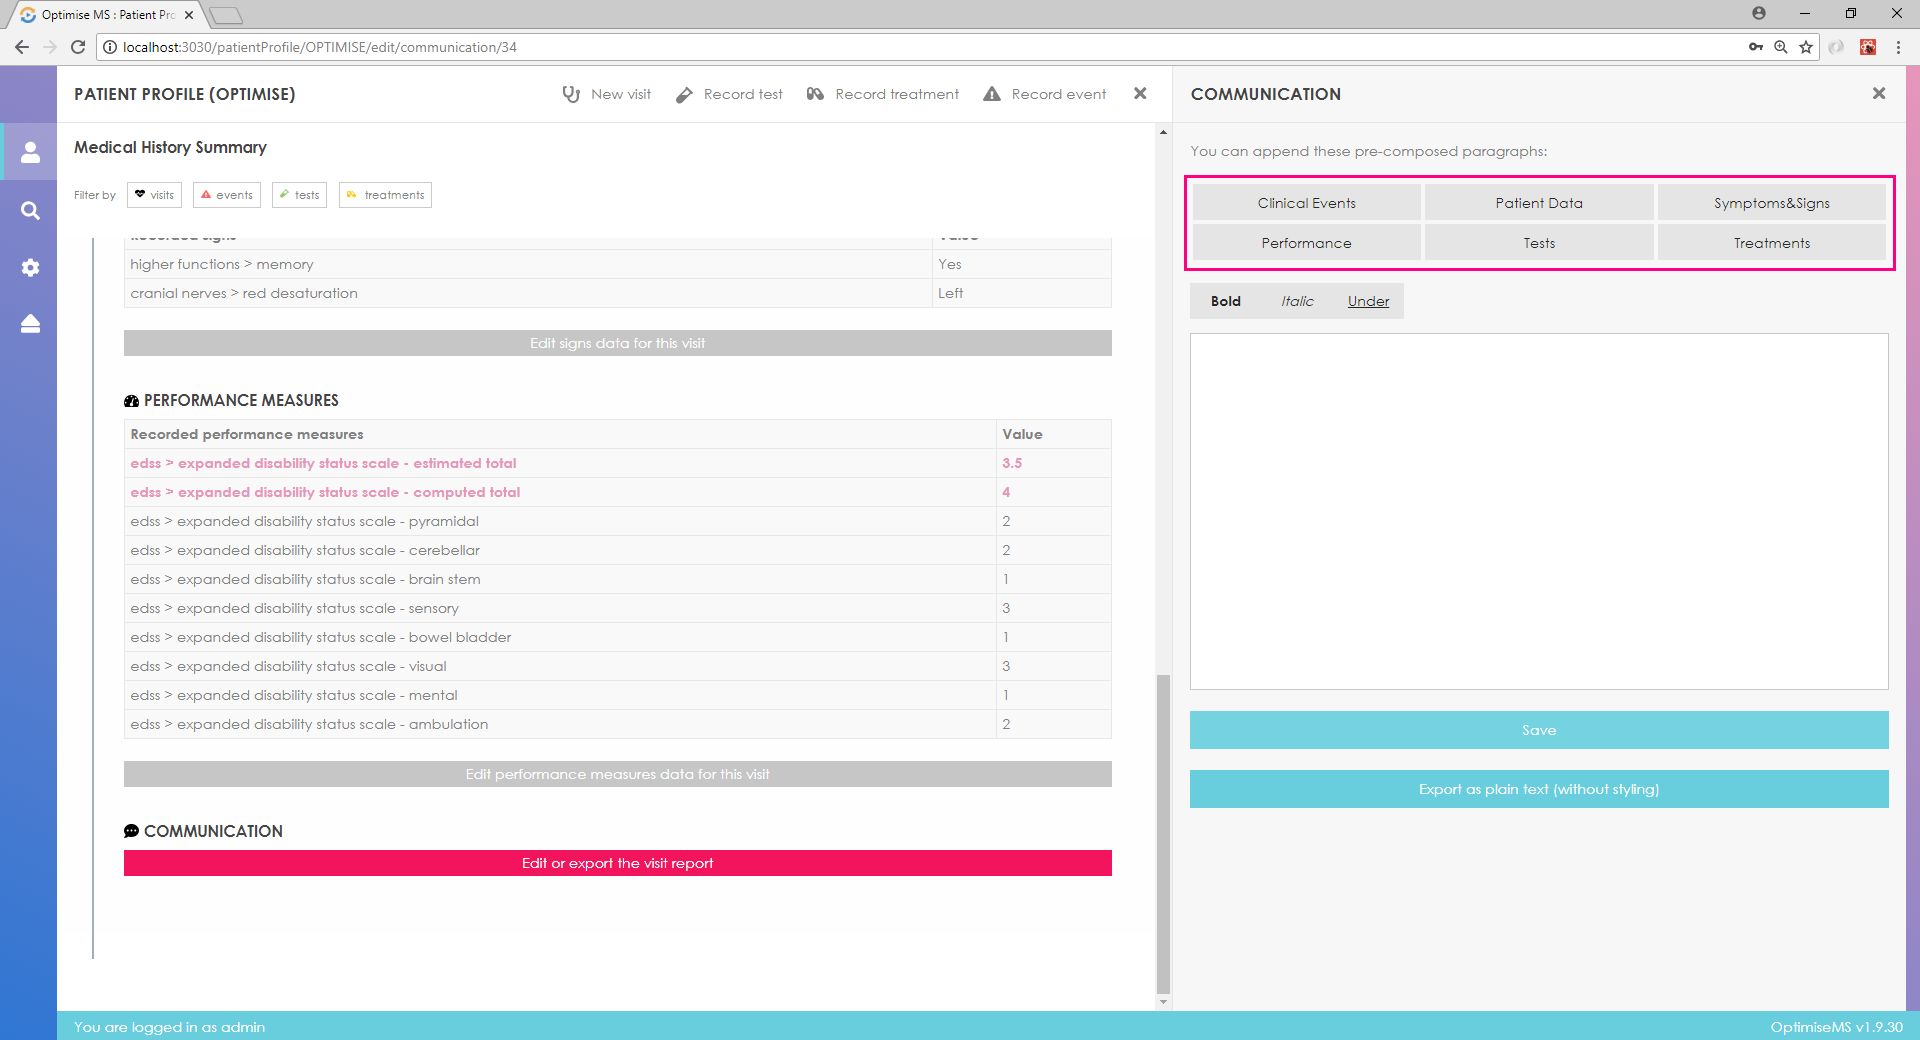 Optimise MS : Patient Pro
localhost:3030/patientProfile/OPTIMISE/edit/communication/34
PATIENT PROFILE (OPTIMISE)
New visit
Record test
Record treatment
Record event
Medical History Summary
Filter by
visits
events
tests
treatments
Recorded signs
Value
higher functions > memory
Yes
cranial nerves > red desaturation
Left
Edit signs data for this visit
PERFORMANCE MEASURES
Recorded performance measures
Value
edss > expanded disability status scale - estimated total
3.5
edss > expanded disability status scale - computed total
4
edss > expanded disability status scale - pyramidal
2
edss > expanded disability status scale - cerebellar
2
edss > expanded disability status scale - brain stem
1
edss > expanded disability status scale - sensory
3
edss > expanded disability status scale - bowel bladder
1
edss > expanded disability status scale - visual
3
edss > expanded disability status scale - mental
1
edss > expanded disability status scale - ambulation
2
Edit performance measures data for this visit
COMMUNICATION
Edit or export the visit report
COMMUNICATION
You can append these pre-composed paragraphs:
Clinical Events
Patient Data
Symptoms&Signs
Performance
Tests
Treatments
Bold
Italic
Under
Save
Export as plain text (without styling)
You are logged in as admin
OptimiseMS v1.9.30